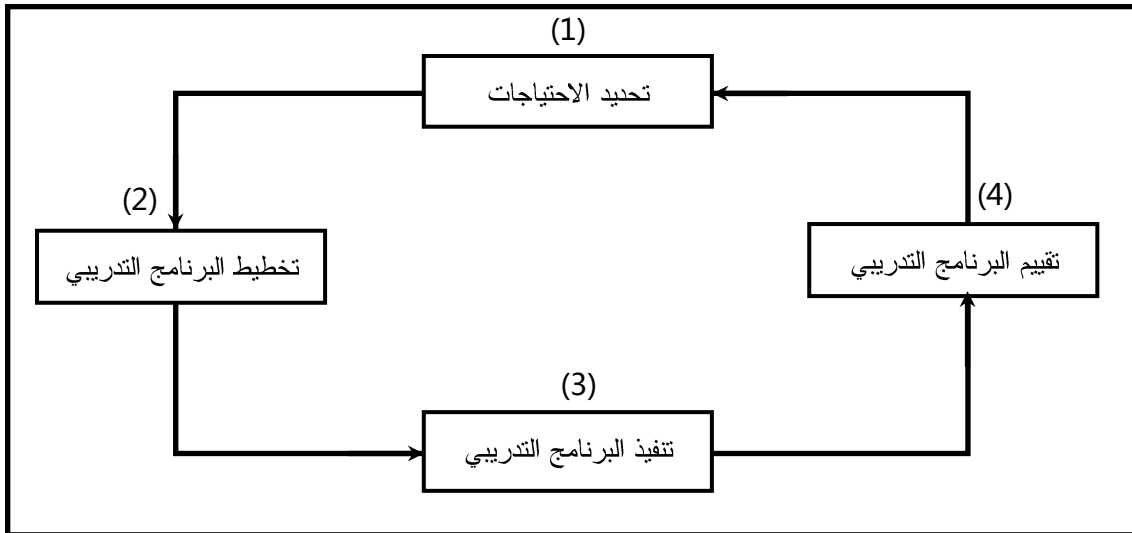 (1)
تحديد الاحتياجات
(2)
تخطيط البرنامج التدريبي
(3)
تنفيذ البرنامج التدريبي
(4)
تقييم البرنامج التدريبي